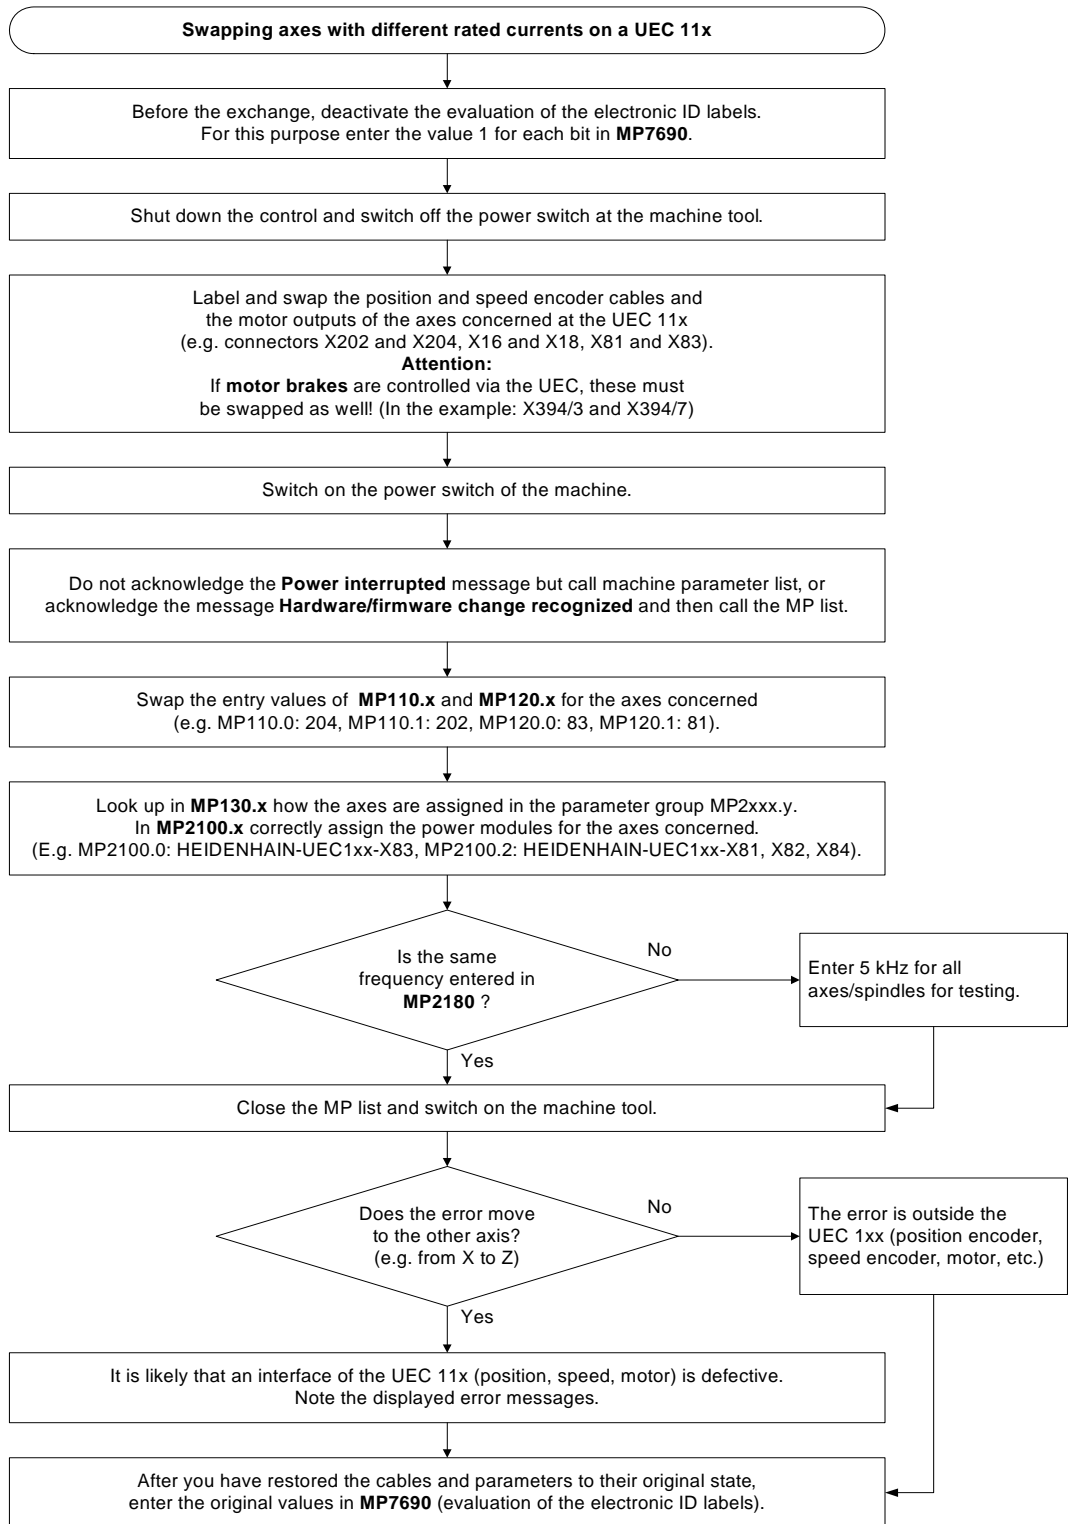 Swapping axes with different rated currents on a UEC 11x
Before the exchange, deactivate the evaluation of the electronic ID labels.
For this purpose enter the value 1 for each bit in MP7690.
Shut down the control and switch off the power switch at the machine tool.
Label and swap the position and speed encoder cables and
the motor outputs of the axes concerned at the UEC 11x
(e.g. connectors X202 and X204, X16 and X18, X81 and X83).
Attention:
If motor brakes are controlled via the UEC, these must
be swapped as well! (In the example: X394/3 and X394/7)
Switch on the power switch of the machine.
Do not acknowledge the Power interrupted message but call machine parameter list, or
acknowledge the message Hardware/firmware change recognized and then call the MP list.
Swap the entry values of MP110.x and MP120.x for the axes concerned
(e.g. MP110.0: 204, MP110.1: 202, MP120.0: 83, MP120.1: 81).
Look up in MP130.x how the axes are assigned in the parameter group MP2xxx.y.
In MP2100.x correctly assign the power modules for the axes concerned.
(E.g. MP2100.0: HEIDENHAIN-UEC1xx-X83, MP2100.2: HEIDENHAIN-UEC1xx-X81, X82, X84).
Is the same
frequency entered in
MP2180 ?
No
Enter 5 kHz for all
axes/spindles for testing.
Yes
Close the MP list and switch on the machine tool.
Does the error move
to the other axis?
(e.g. from X to Z)
No
The error is outside the
UEC 1xx (position encoder,
speed encoder, motor, etc.)
Yes
It is likely that an interface of the UEC 11x (position, speed, motor) is defective.
Note the displayed error messages.
After you have restored the cables and parameters to their original state,
enter the original values in MP7690 (evaluation of the electronic ID labels).